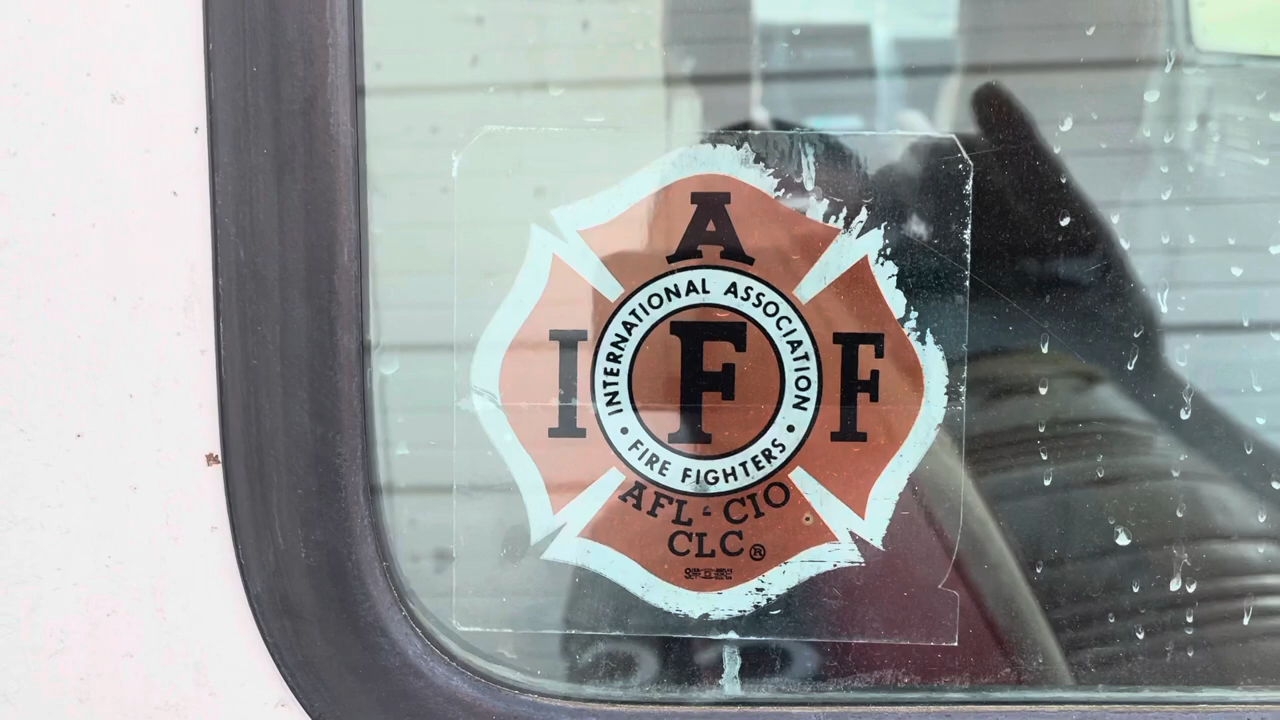 A
I F F
INTERNATIONAL ASSOCIATION
• FIRE FIGHTERS •
AFL & CIO
CLC ®